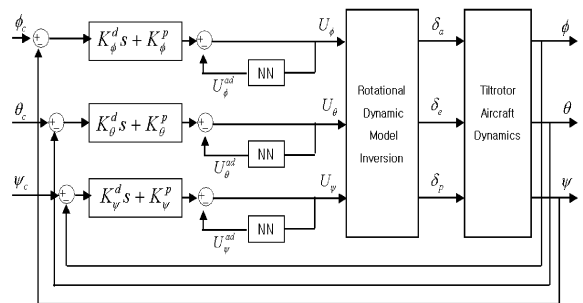 ϕ_c
K_ϕ^d s + K_ϕ^p
NN
U_ϕ^ad
U_ϕ
θ_c
K_θ^d s + K_θ^p
NN
U_θ^ad
U_θ
ψ_c
K_ψ^d s + K_ψ^p
NN
U_ψ^ad
U_ψ
Rotational
Dynamic
Model
Inversion
δ_a
δ_e
δ_p
Tiltrotor
Aircraft
Dynamics
ϕ
θ
ψ